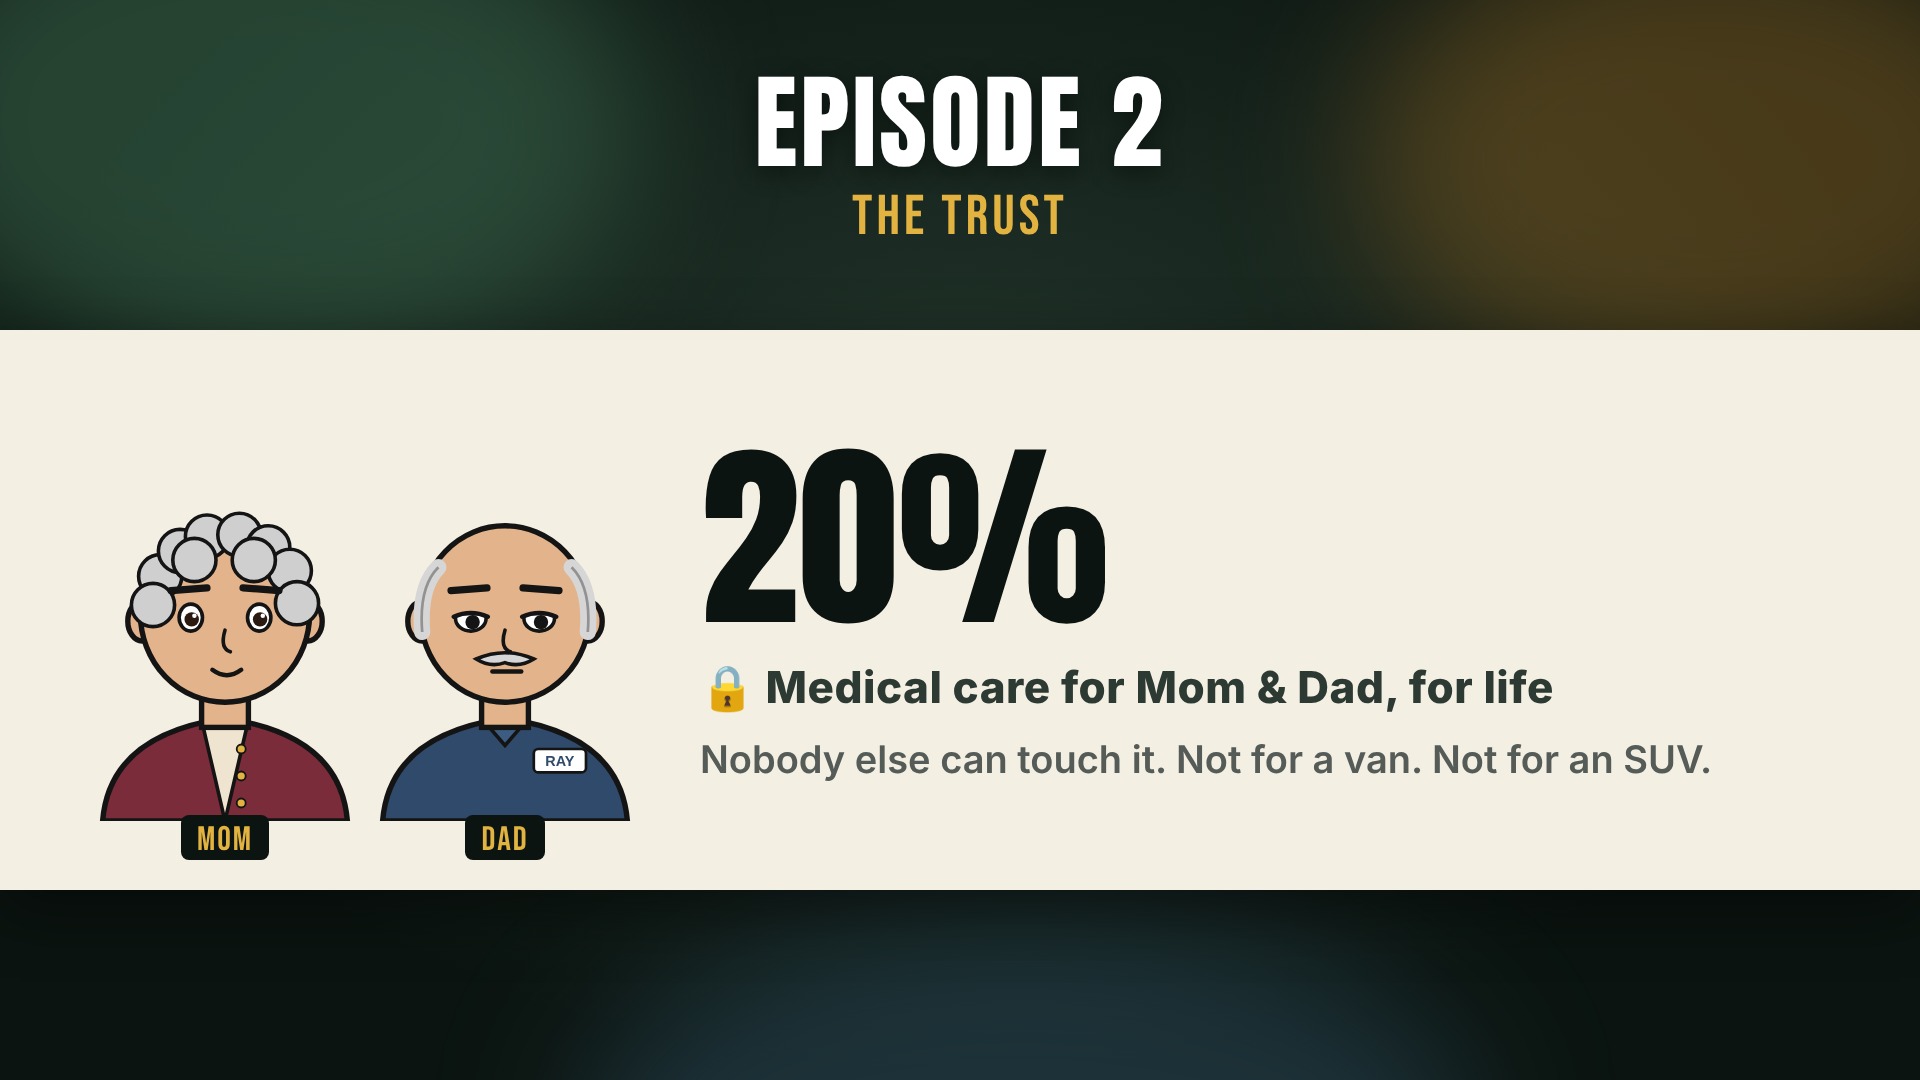 EPISODE 2
THE TRUST
20%
🔒 Medical care for Mom & Dad, for life
Nobody else can touch it. Not for a van. Not for an SUV.
RAY
MOM
DAD